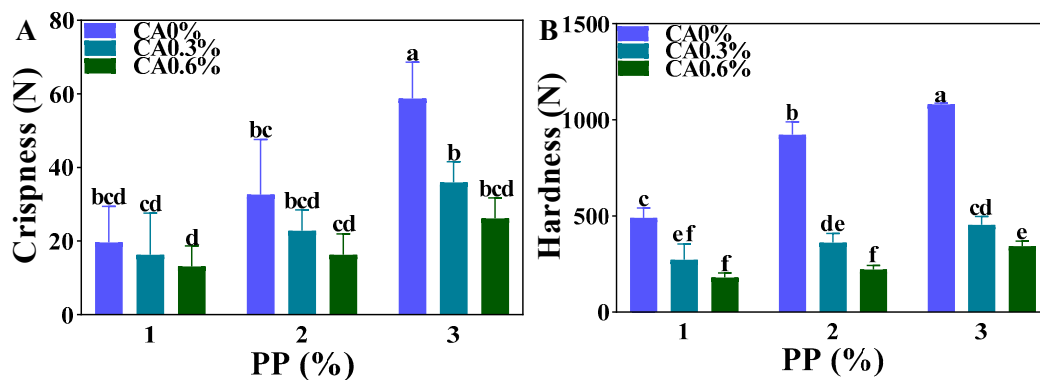 A
CA0%
CA0.3%
CA0.6%
Crispness (N)
80
60
40
20
0
bcd
cd
d
bc
bcd
cd
a
b
bcd
1
2
3
PP (%)
B
CA0%
CA0.3%
CA0.6%
Hardness (N)
1500
1000
500
0
c
ef
f
b
de
f
a
cd
e
1
2
3
PP (%)